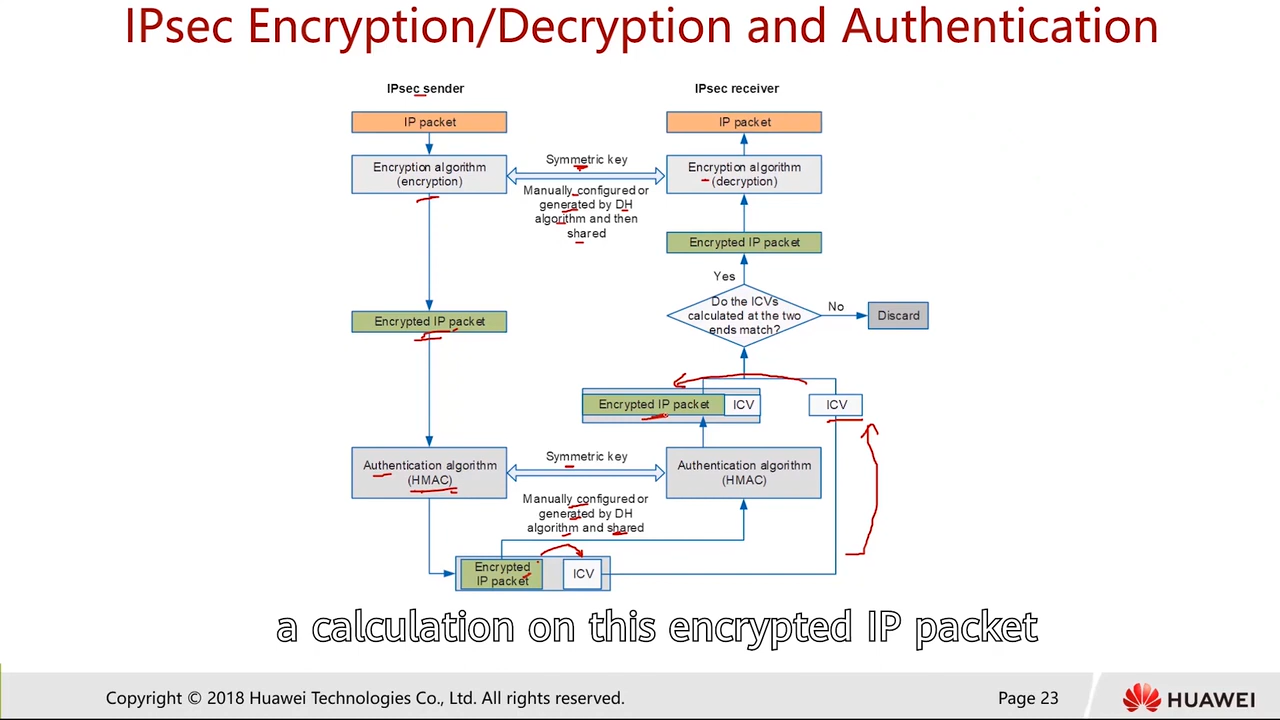 IPsec Encryption/Decryption and Authentication
IPsec sender
IPsec receiver
IP packet
IP packet
Encryption algorithm
(encryption)
Symmetric key
Manually configured or
generated by DH
algorithm and then
shared
Encryption algorithm
(decryption)
Encrypted IP packet
Yes
Do the ICVs
calculated at the two
ends match?
No
Discard
Encrypted IP packet
Encrypted IP packet
ICV
ICV
Authentication algorithm
(HMAC)
Symmetric key
Manually configured or
generated by DH
algorithm and shared
Authentication algorithm
(HMAC)
Encrypted
IP packet
ICV
a calculation on this encrypted IP packet
Copyright © 2018 Huawei Technologies Co., Ltd. All rights reserved.
Page 23
HUAWEI